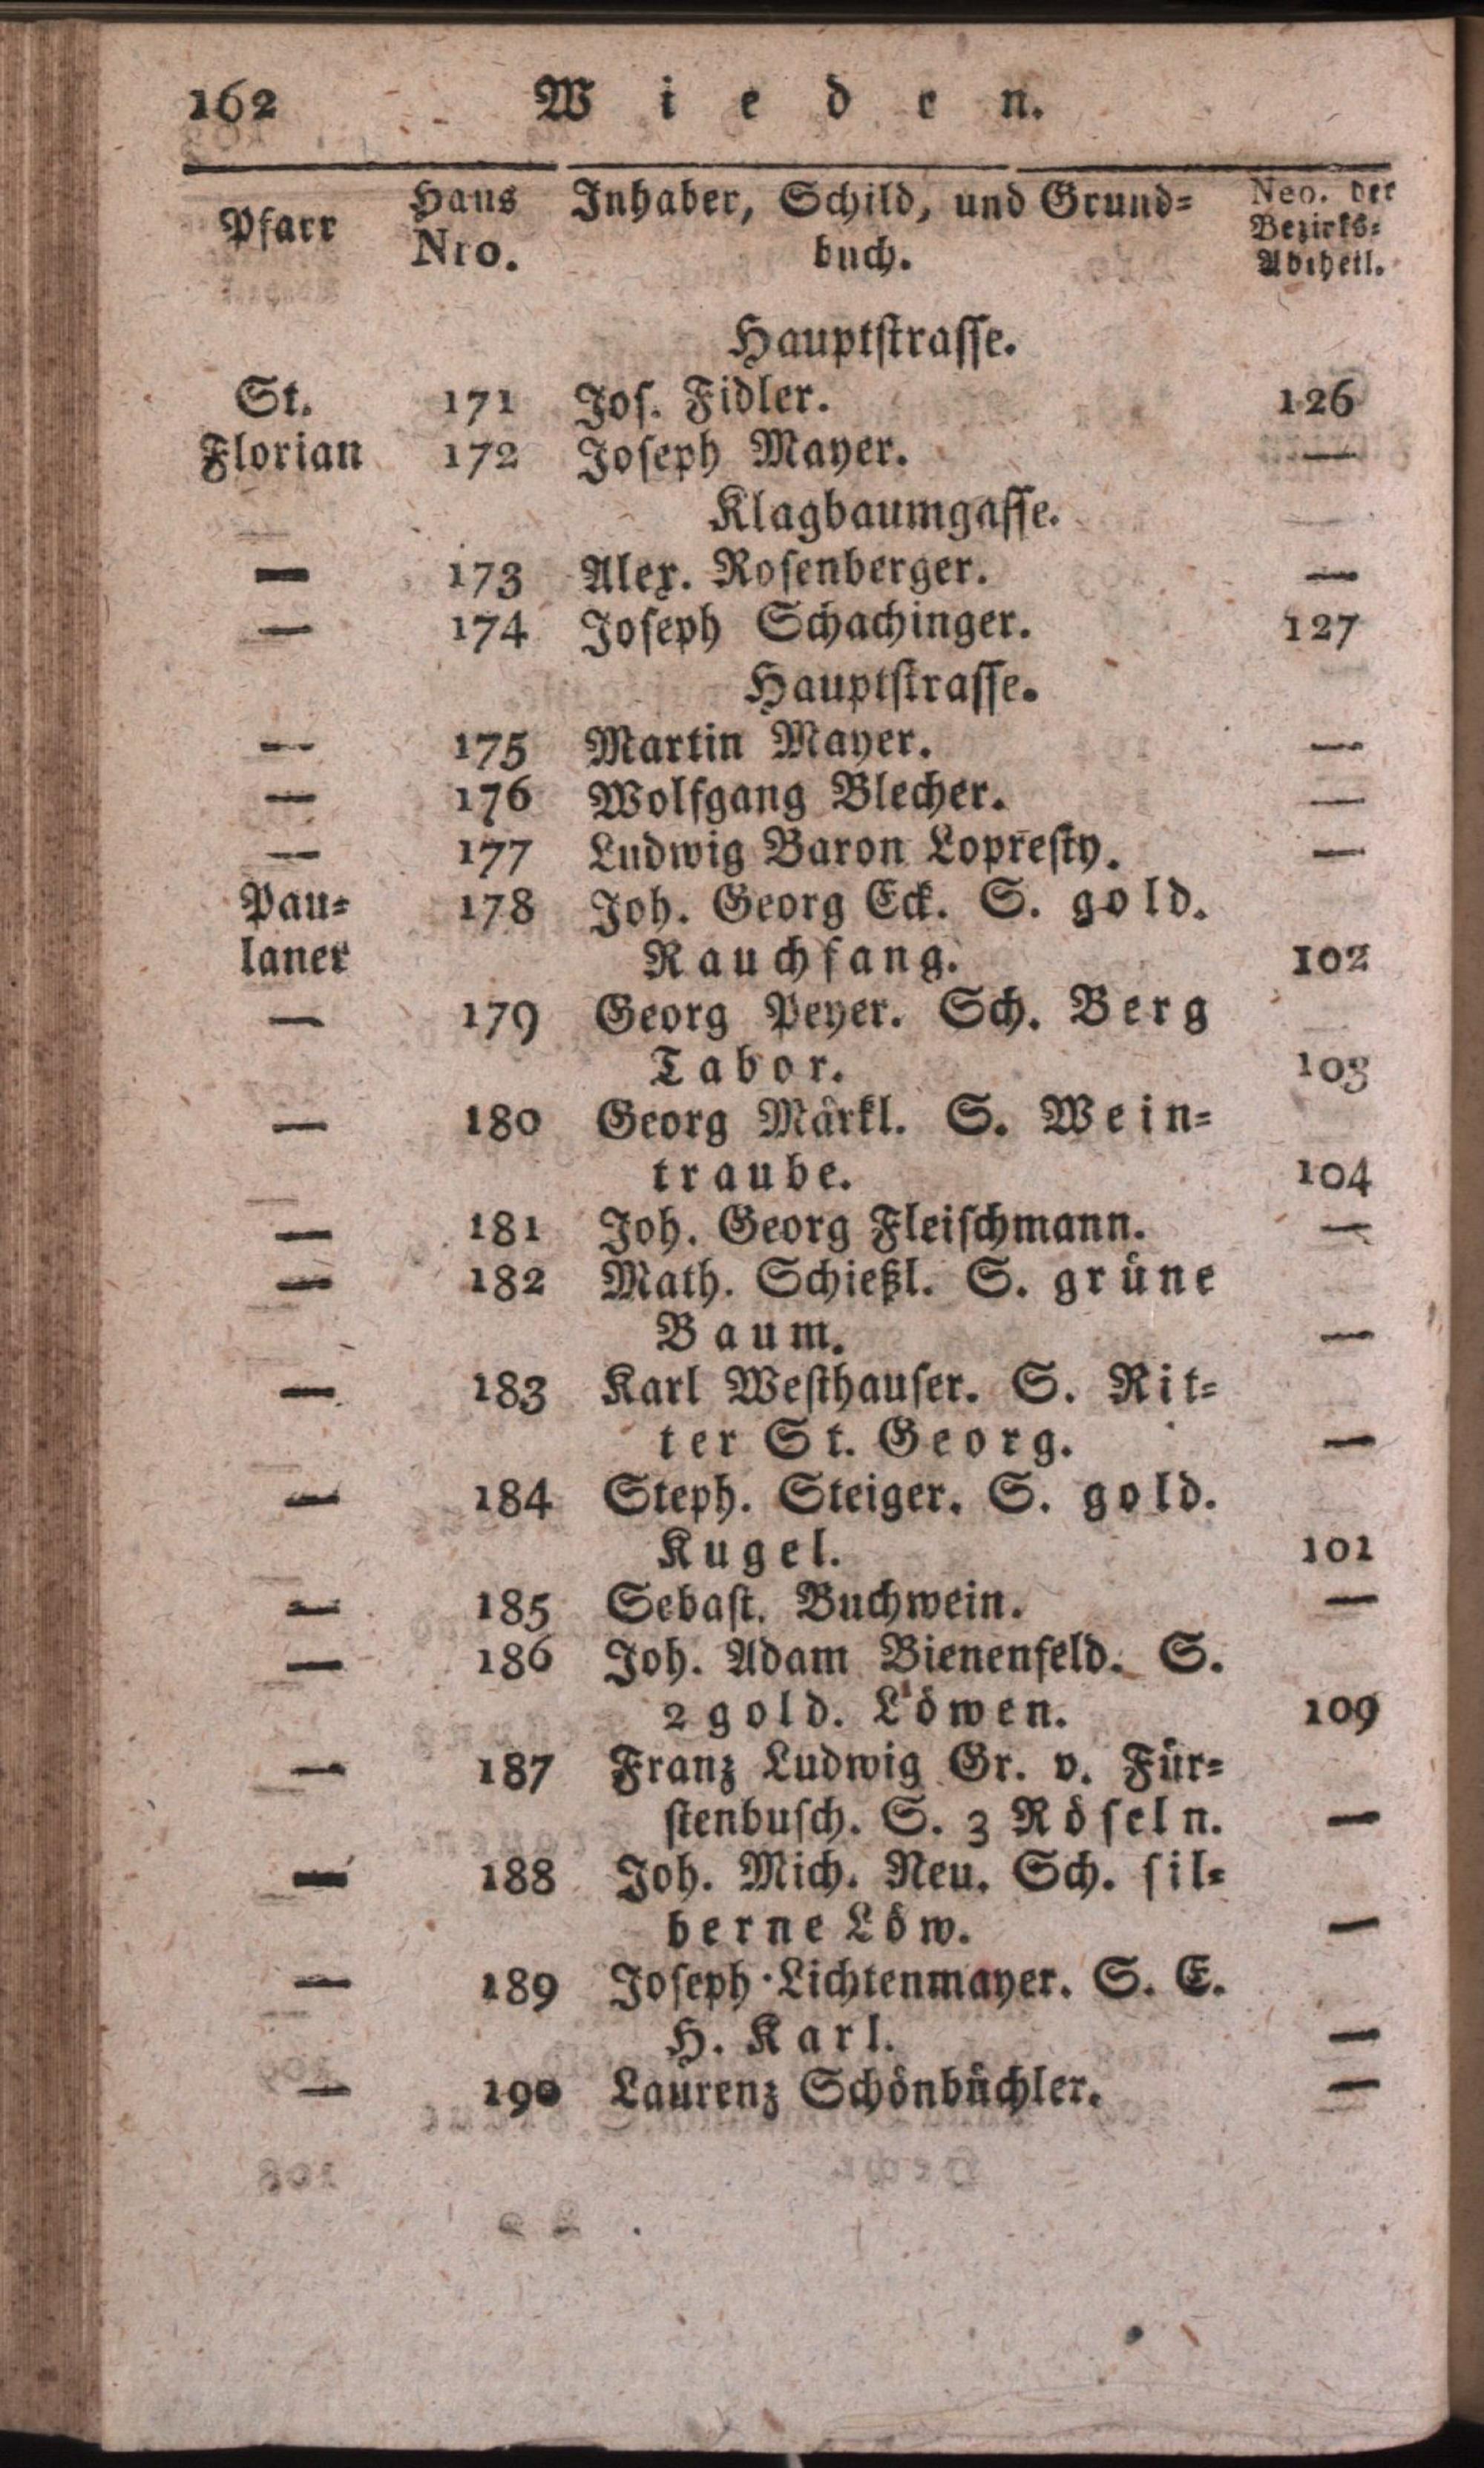 162 Wieden.
Pfarr Haus Nro. Inhaber, Schild, und Grund= buch. Nro. der Bezirks= Abtheil.
Hauptstrasse.
St. 171 Jos. Fidler. 126
Florian 172 Joseph Mayer. —
Klagbaumgasse.
— 173 Alex. Rosenberger. —
— 174 Joseph Schachinger. 127
Hauptstrasse.
— 175 Martin Mayer. —
— 176 Wolfgang Blecher. —
— 177 Ludwig Baron Lopresty. —
Pau= 178 Joh. Georg Eck. S. gold.
laner Rauchfang. 102
— 179 Georg Peyer. Sch. Berg
Tabor. 103
— 180 Georg Märkl. S. Wein=
traube. 104
— 181 Joh. Georg Fleischmann. —
— 182 Math. Schießl. S. grüne
Baum. —
— 183 Karl Westhauser. S. Rit=
ter St. Georg. —
— 184 Steph. Steiger. S. gold.
Kugel. 101
— 185 Sebast. Buchwein. —
— 186 Joh. Adam Bienenfeld. S.
2 gold. Löwen. 109
— 187 Franz Ludwig Gr. v. Für=
stenbusch. S. 3 Röseln. —
— 188 Joh. Mich. Neu. Sch. sil=
berne Löw. —
— 189 Joseph Lichtenmayer. S. E.
H. Karl. —
— 190 Laurenz Schönbüchler. —